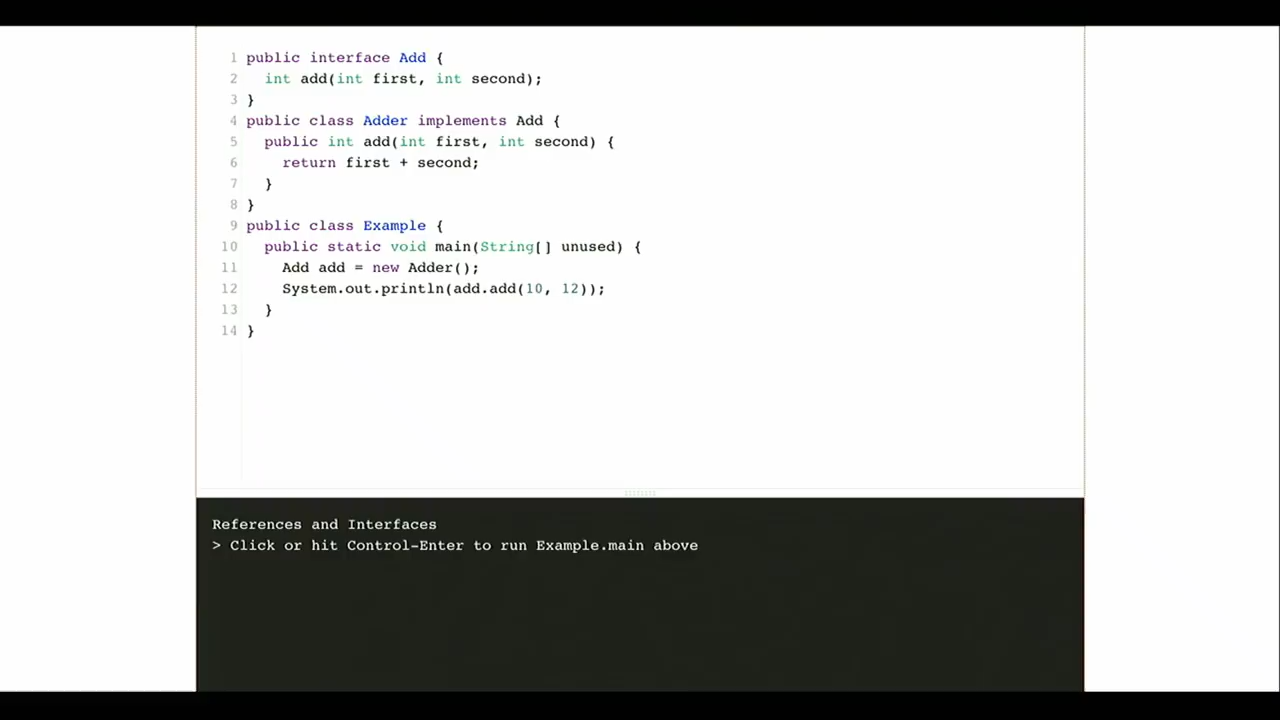 1 public interface Add {
2   int add(int first, int second);
3 }
4 public class Adder implements Add {
5   public int add(int first, int second) {
6     return first + second;
7   }
8 }
9 public class Example {
10   public static void main(String[] unused) {
11     Add add = new Adder();
12     System.out.println(add.add(10, 12));
13   }
14 }
References and Interfaces
> Click or hit Control-Enter to run Example.main above